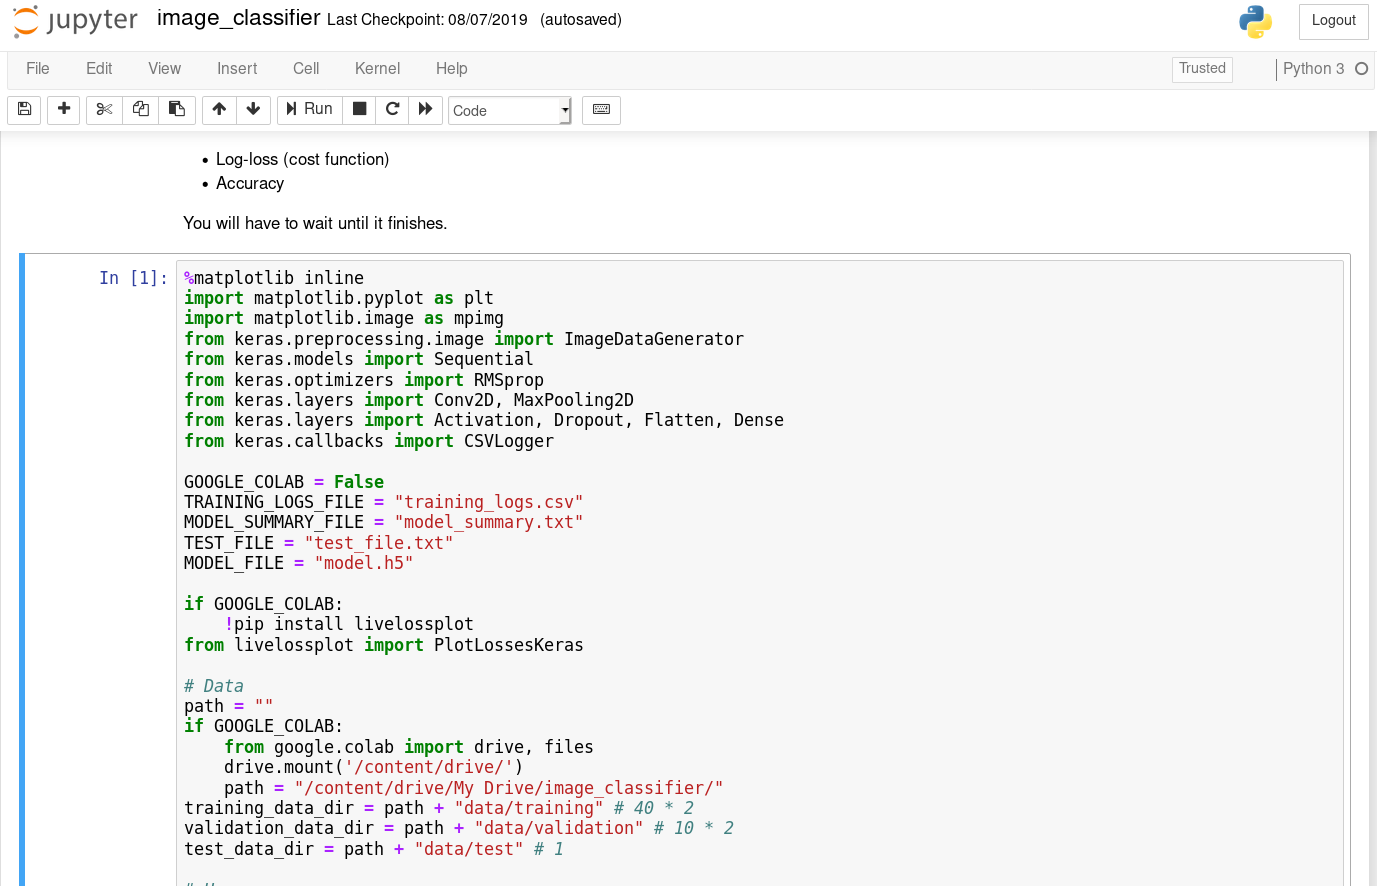 jupyter image_classifier Last Checkpoint: 08/07/2019 (autosaved) Logout
File Edit View Insert Cell Kernel Help Trusted Python 3
Run Code
• Log-loss (cost function)
• Accuracy
You will have to wait until it finishes.
In [1]: %matplotlib inline
import matplotlib.pyplot as plt
import matplotlib.image as mpimg
from keras.preprocessing.image import ImageDataGenerator
from keras.models import Sequential
from keras.optimizers import RMSprop
from keras.layers import Conv2D, MaxPooling2D
from keras.layers import Activation, Dropout, Flatten, Dense
from keras.callbacks import CSVLogger
GOOGLE_COLAB = False
TRAINING_LOGS_FILE = "training_logs.csv"
MODEL_SUMMARY_FILE = "model_summary.txt"
TEST_FILE = "test_file.txt"
MODEL_FILE = "model.h5"
if GOOGLE_COLAB:
    !pip install livelossplot
from livelossplot import PlotLossesKeras
# Data
path = ""
if GOOGLE_COLAB:
    from google.colab import drive, files
    drive.mount('/content/drive/')
    path = "/content/drive/My Drive/image_classifier/"
training_data_dir = path + "data/training" # 40 * 2
validation_data_dir = path + "data/validation" # 10 * 2
test_data_dir = path + "data/test" # 1